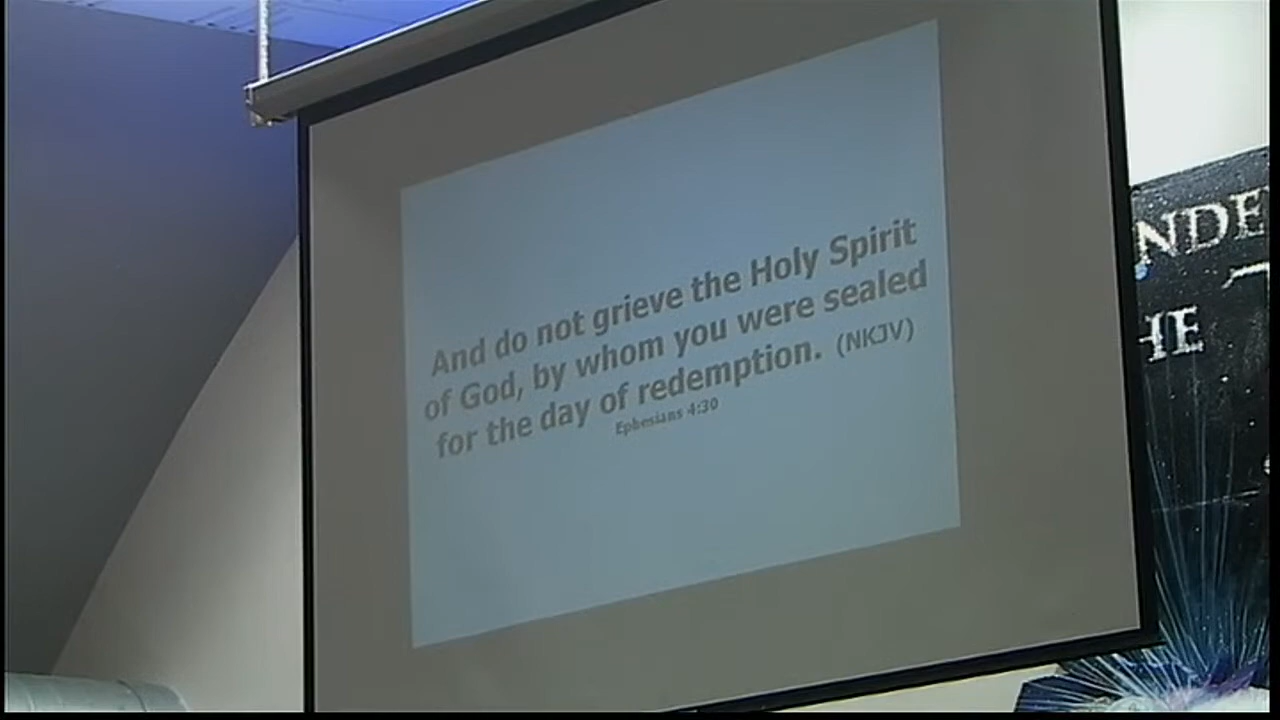 And do not grieve the Holy Spirit
of God, by whom you were sealed
for the day of redemption. (NKJV)
Ephesians 4:30
NDE
HE